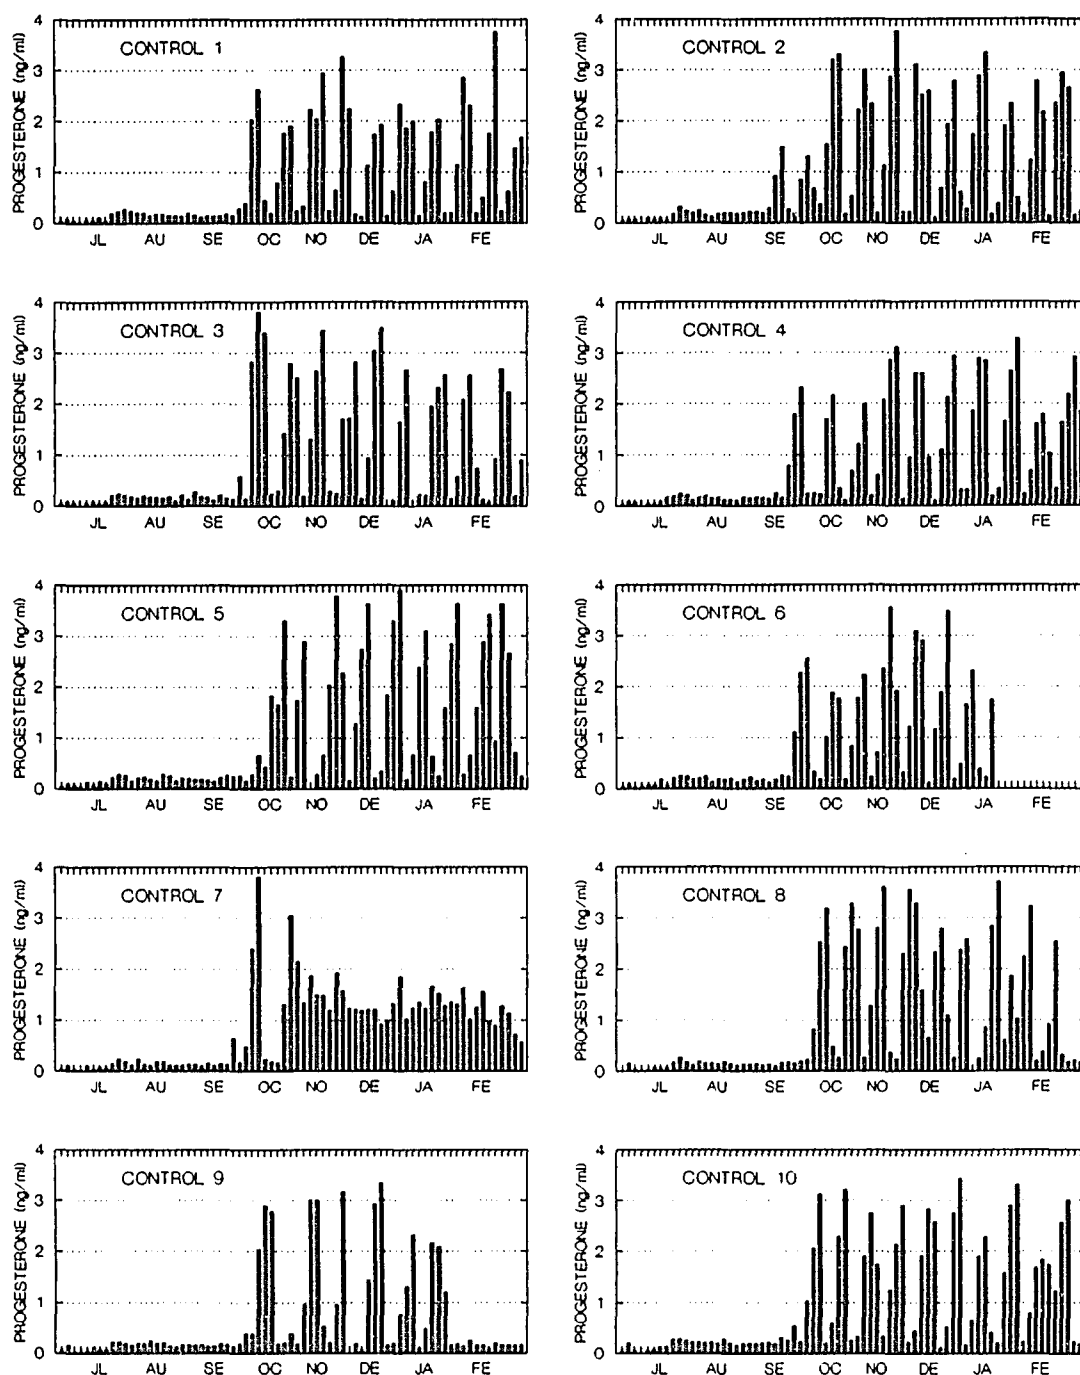 CONTROL 1
PROGESTERONE (ng/ml)
4
3
2
1
0
JL AU SE OC NO DE JA FE
CONTROL 2
PROGESTERONE (ng/ml)
4
3
2
1
0
JL AU SE OC NO DE JA FE
CONTROL 3
PROGESTERONE (ng/ml)
4
3
2
1
0
JL AU SE OC NO DE JA FE
CONTROL 4
PROGESTERONE (ng/ml)
4
3
2
1
0
JL AU SE OC NO DE JA FE
CONTROL 5
PROGESTERONE (ng/ml)
4
3
2
1
0
JL AU SE OC NO DE JA FE
CONTROL 6
PROGESTERONE (ng/ml)
4
3
2
1
0
JL AU SE OC NO DE JA FE
CONTROL 7
PROGESTERONE (ng/ml)
4
3
2
1
0
JL AU SE OC NO DE JA FE
CONTROL 8
PROGESTERONE (ng/ml)
4
3
2
1
0
JL AU SE OC NO DE JA FE
CONTROL 9
PROGESTERONE (ng/ml)
4
3
2
1
0
JL AU SE OC NO DE JA FE
CONTROL 10
PROGESTERONE (ng/ml)
4
3
2
1
0
JL AU SE OC NO DE JA FE